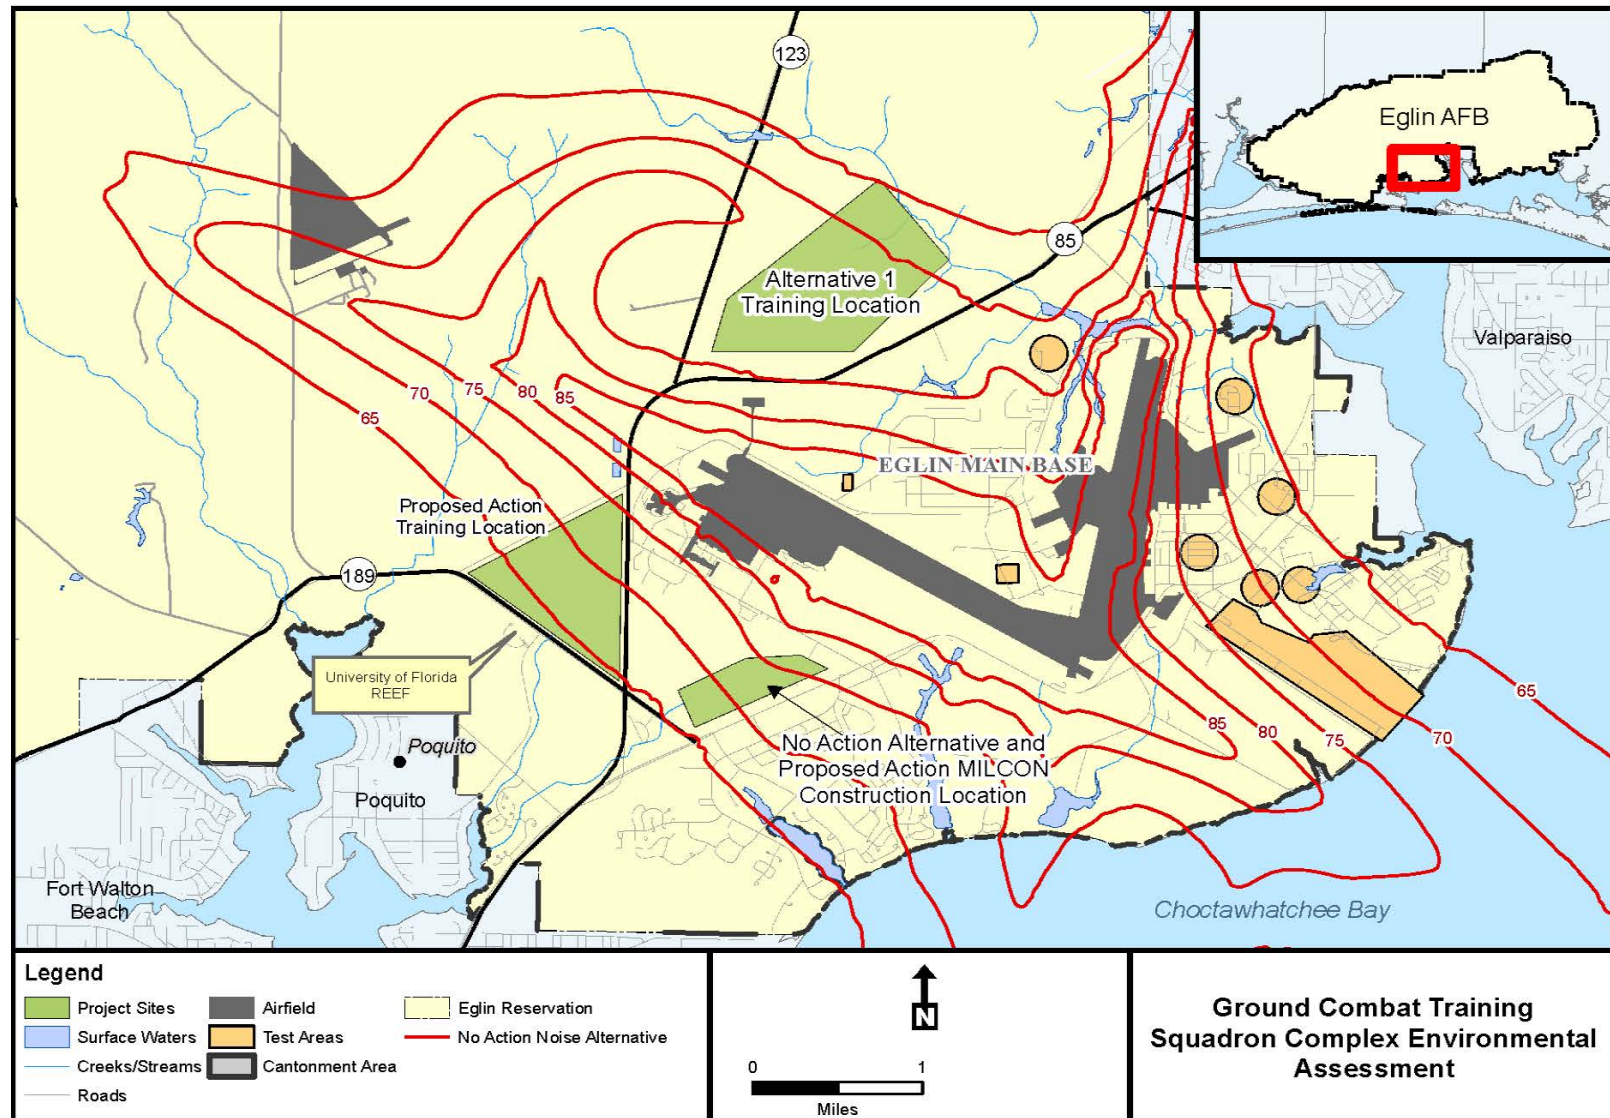 123
Eglin AFB
85
Alternative 1
Training Location
Valparaiso
65
70
75
80
85
EGLIN MAIN BASE
Proposed Action
Training Location
189
University of Florida
REEF
65
85
80
75
70
No Action Alternative and
Proposed Action MILCON
Construction Location
Poquito
Poquito
Fort Walton
Beach
Choctawhatchee Bay
Legend
Project Sites
Airfield
Eglin Reservation
Surface Waters
Test Areas
No Action Noise Alternative
Creeks/Streams
Cantonment Area
Roads
N
0 1
Miles
Ground Combat Training
Squadron Complex Environmental
Assessment